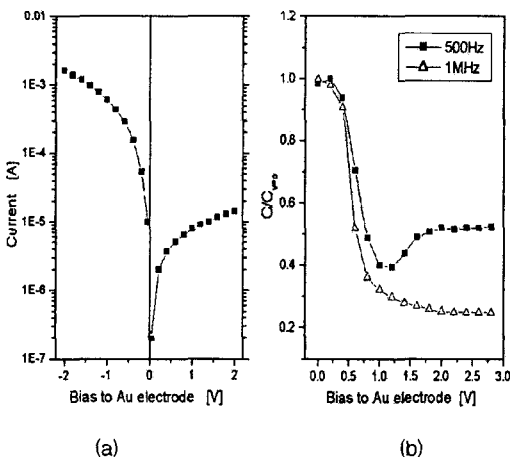 0.01
1E-3
1E-4
1E-5
1E-6
1E-7
Current [A]
-2 -1 0 1 2
Bias to Au electrode [V]
(a)
500Hz
1MHz
1.0
0.8
0.6
0.4
0.2
0.0 0.5 1.0 1.5 2.0 2.5 3.0
Bias to Au electrode [V]
(b)